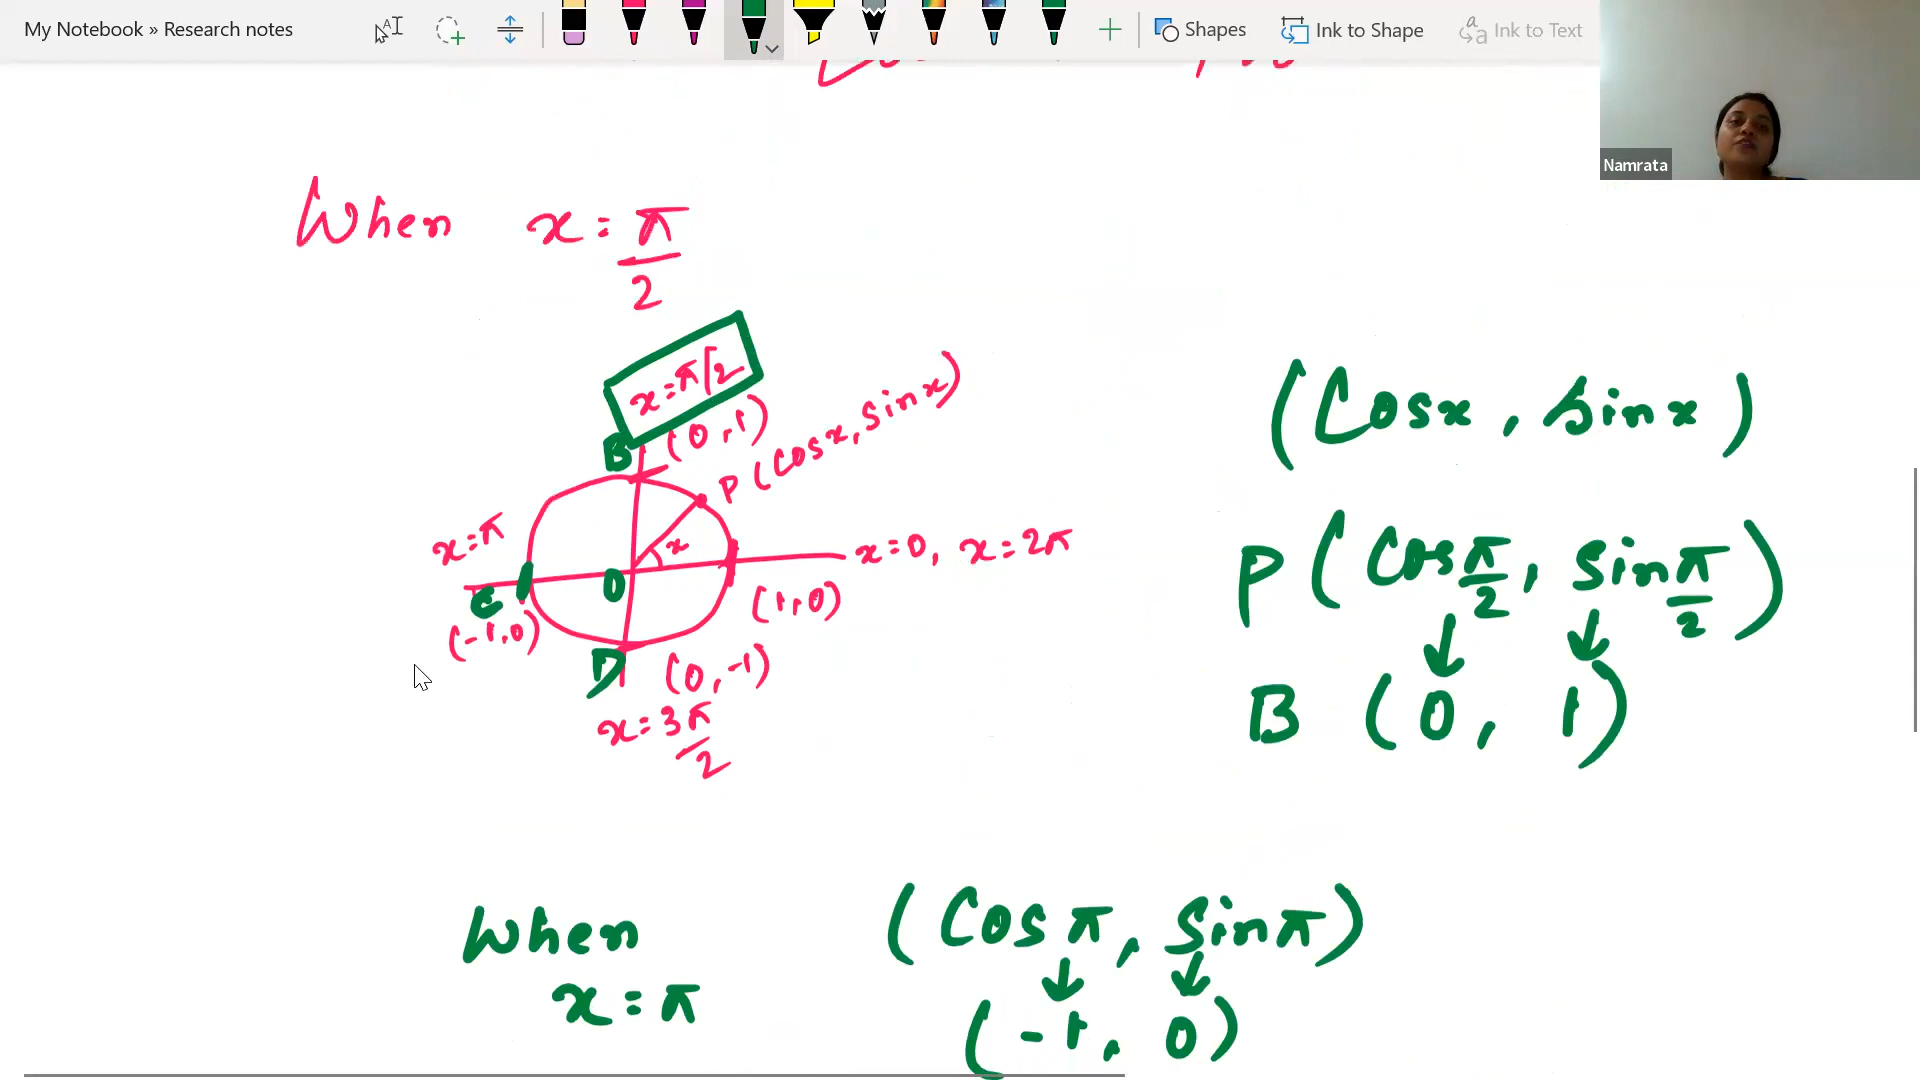 My Notebook » Research notes
Shapes
Ink to Shape
Ink to Text
Namrata
When x = π/2
x = π/2
B (0, 1)
P (cos x, sin x)
x = π
x
x = 0, x = 2π
O
C
(-1, 0)
(1, 0)
D (0, -1)
x = 3π/2
(Cos x, sin x)
P (Cos π/2, Sin π/2)
↓ ↓
B (0, 1)
When
x = π
(Cos π, Sin π)
↓ ↓
(-1, 0)